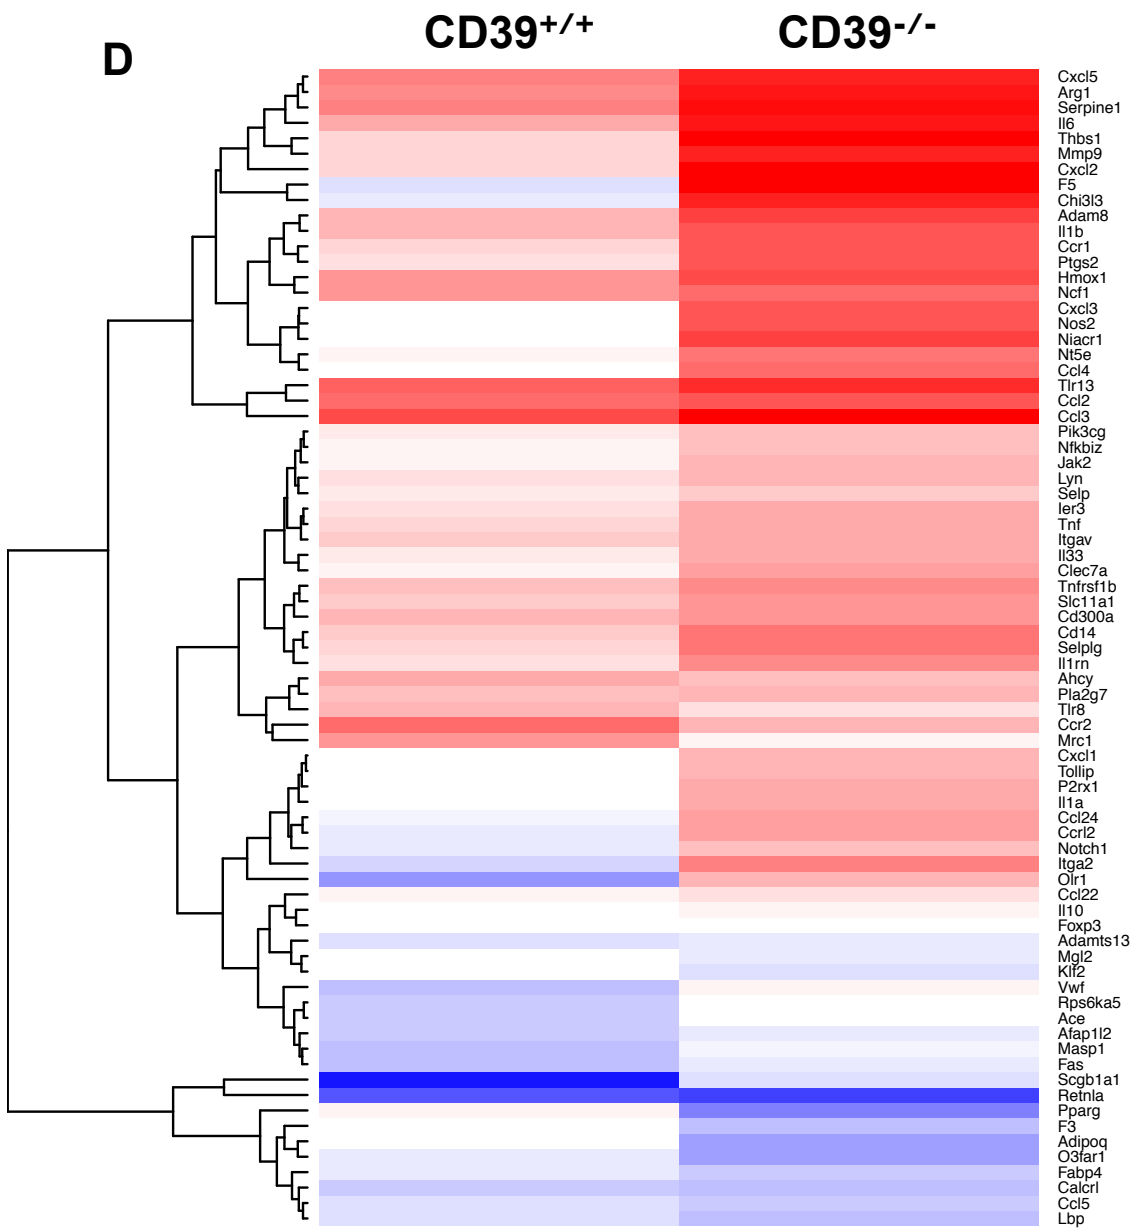 D
CD39+/+ CD39-/-
Cxcl5
Arg1
Serpine1
Il6
Thbs1
Mmp9
Cxcl2
F5
Chi3l3
Adam8
Il1b
Ccr1
Ptgs2
Hmox1
Ncf1
Cxcl3
Nos2
Niacr1
Nt5e
Ccl4
Tlr13
Ccl2
Ccl3
Pik3cg
Nfkbiz
Jak2
Lyn
Selp
Ier3
Tnf
Itgav
Il33
Clec7a
Tnfrsf1b
Slc11a1
Cd300a
Cd14
Selplg
Il1rn
Ahcy
Pla2g7
Tlr8
Ccr2
Mrc1
Cxcl1
Tollip
P2rx1
Il1a
Ccl24
Ccrl2
Notch1
Itga2
Olr1
Ccl22
Il10
Foxp3
Adamts13
Mgl2
Klf2
Vwf
Rps6ka5
Ace
Afap1l2
Masp1
Fas
Scgb1a1
Retnla
Pparg
F3
Adipoq
O3far1
Fabp4
Calcrl
Ccl5
Lbp